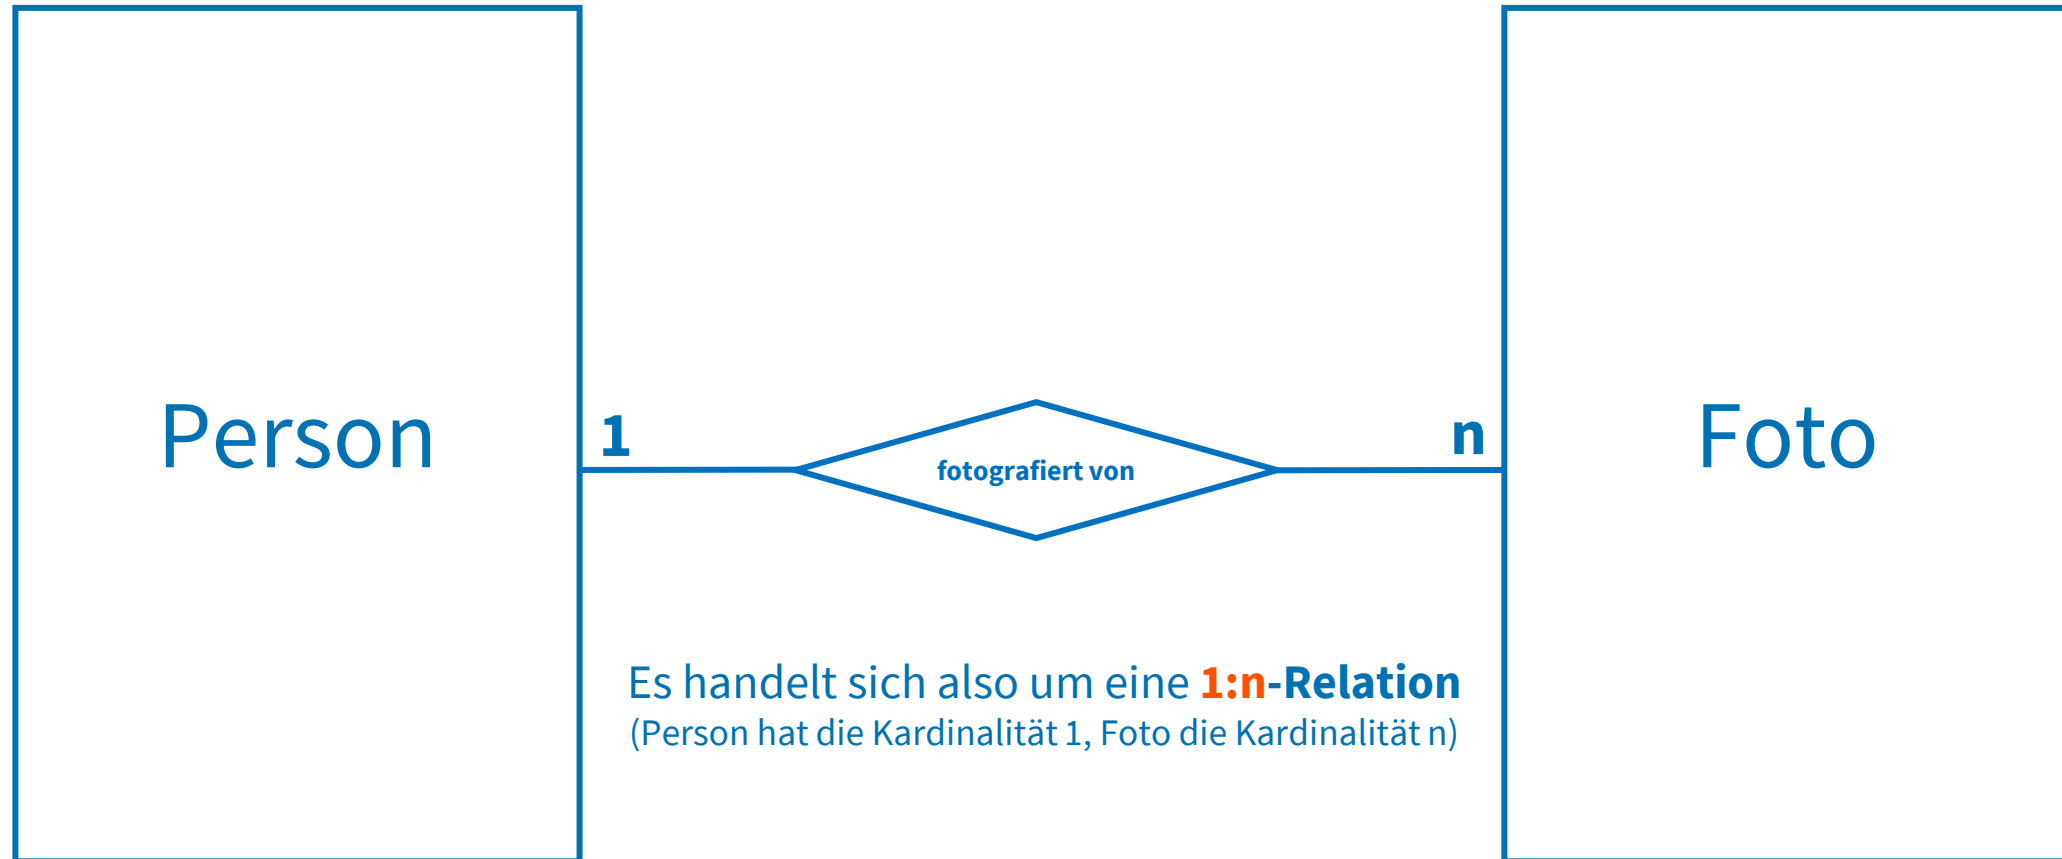 Person
1
fotografiert von
n
Foto
Es handelt sich also um eine 1:n-Relation
(Person hat die Kardinalität 1, Foto die Kardinalität n)